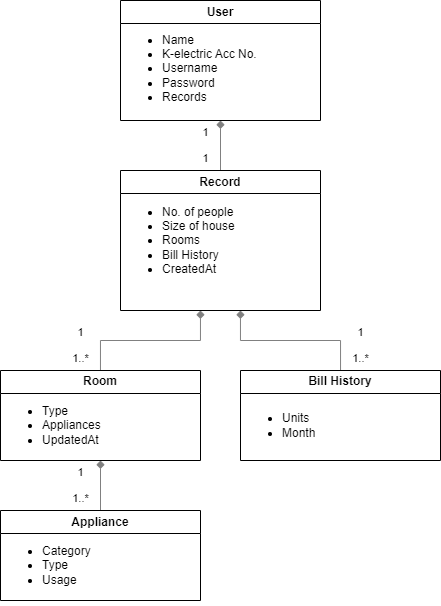 User
Name
K-electric Acc No.
Username
Password
Records
1
1
Record
No. of people
Size of house
Rooms
Bill History
CreatedAt
1
1
1..*
1..*
Room
Type
Appliances
UpdatedAt
Bill History
Units
Month
1
1..*
Appliance
Category
Type
Usage